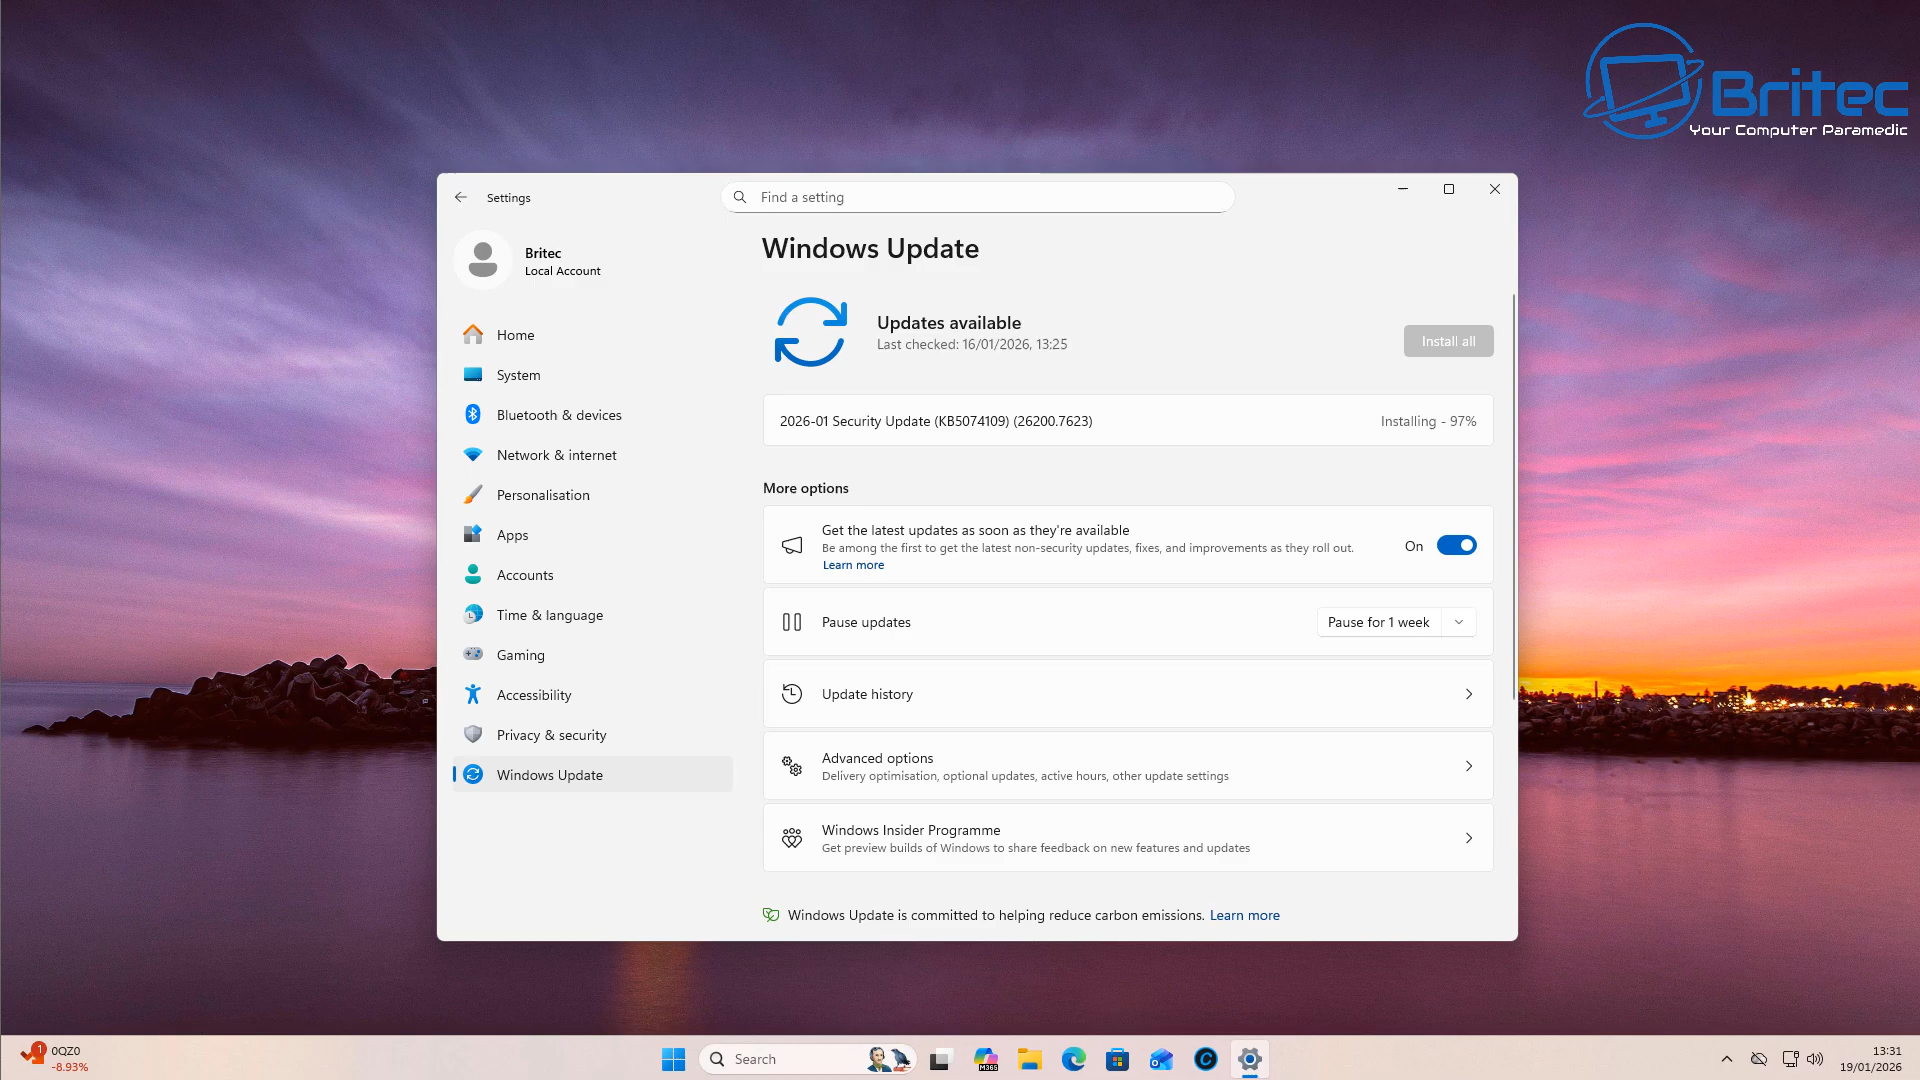 Britec
Your Computer Paramedic
Settings
Find a setting
Britec
Local Account
Home
System
Bluetooth & devices
Network & internet
Personalisation
Apps
Accounts
Time & language
Gaming
Accessibility
Privacy & security
Windows Update
Windows Update
Updates available
Last checked: 16/01/2026, 13:25
Install all
2026-01 Security Update (KB5074109) (26200.7623)
Installing - 97%
More options
Get the latest updates as soon as they're available
Be among the first to get the latest non-security updates, fixes, and improvements as they roll out.
Learn more
On
Pause updates
Pause for 1 week
Update history
Advanced options
Delivery optimisation, optional updates, active hours, other update settings
Windows Insider Programme
Get preview builds of Windows to share feedback on new features and updates
Windows Update is committed to helping reduce carbon emissions. Learn more
1
0QZ0
-8.93%
Search
M365
13:31
19/01/2026